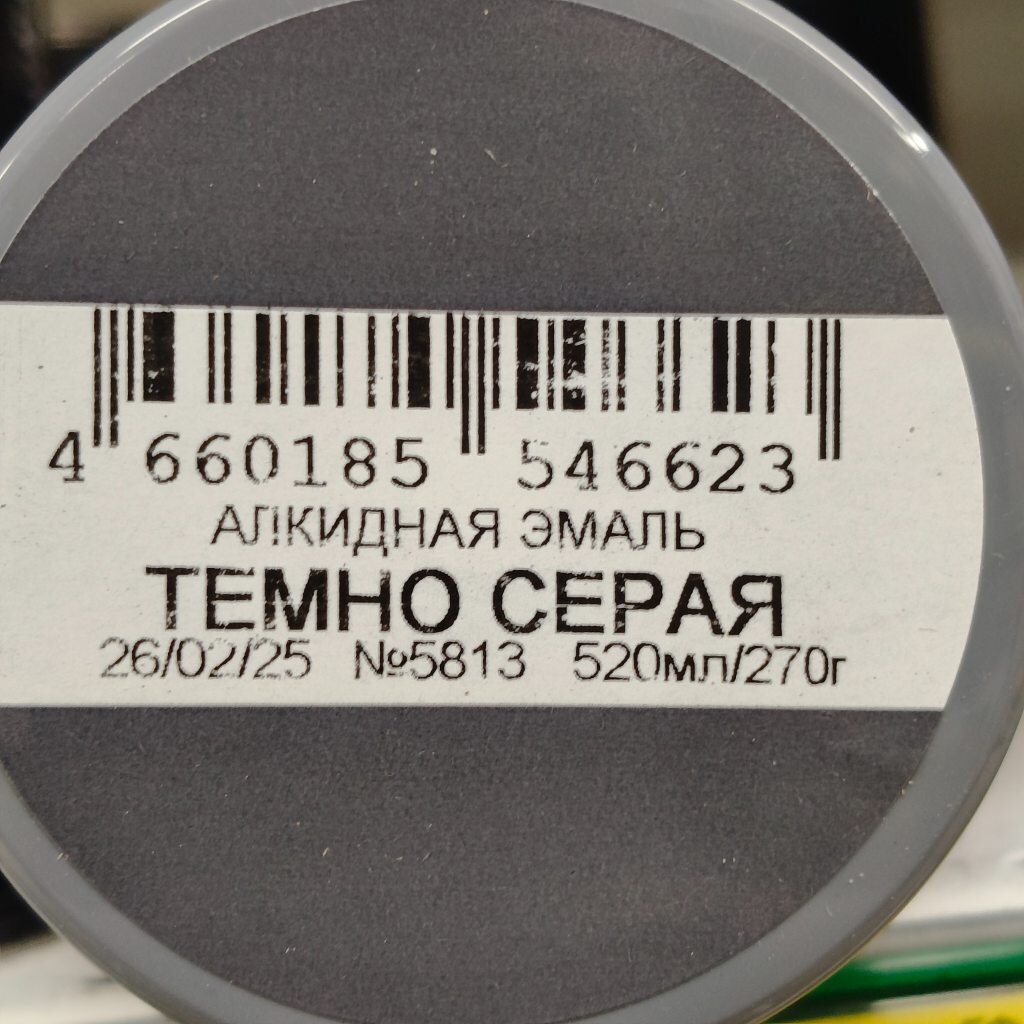 4 660185 546623
АЛКИДНАЯ ЭМАЛЬ
ТЕМНО СЕРАЯ
26/02/25 №5813 520мл/270г